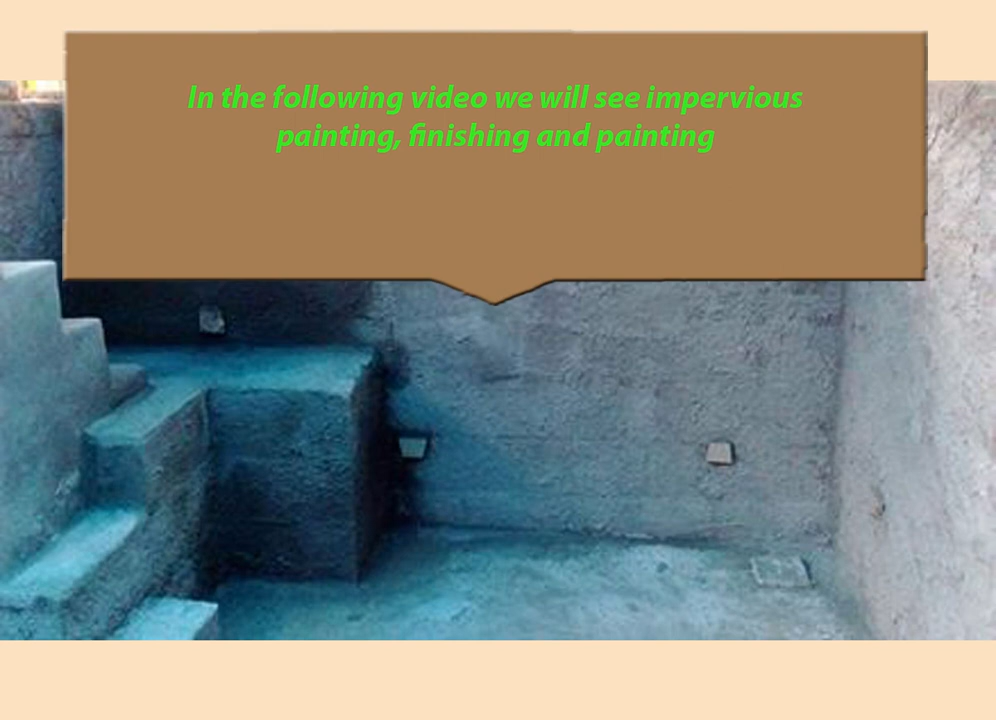 In the following video we will see impervious
painting, finishing and painting